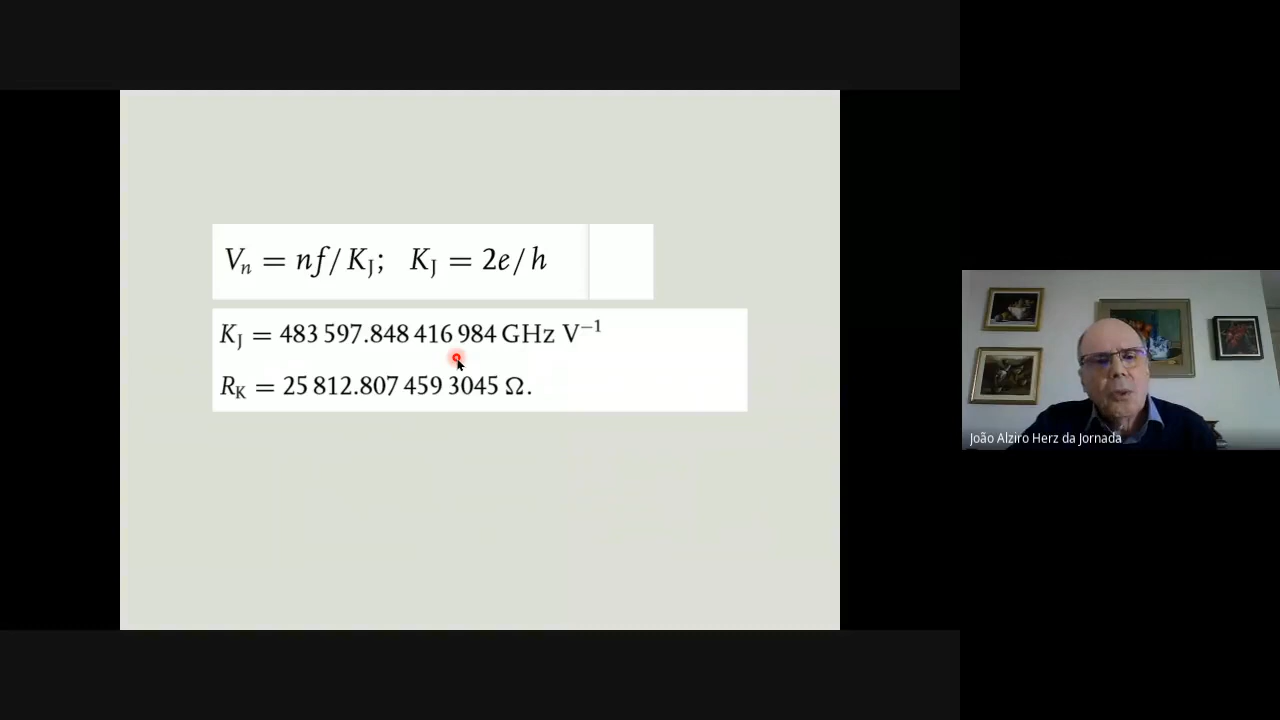 Vₙ = nf/K_J; K_J = 2e/h
K_J = 483 597.848 416 984 GHz V⁻¹
R_K = 25 812.807 459 3045 Ω.
João Alziro Herz da Jornada